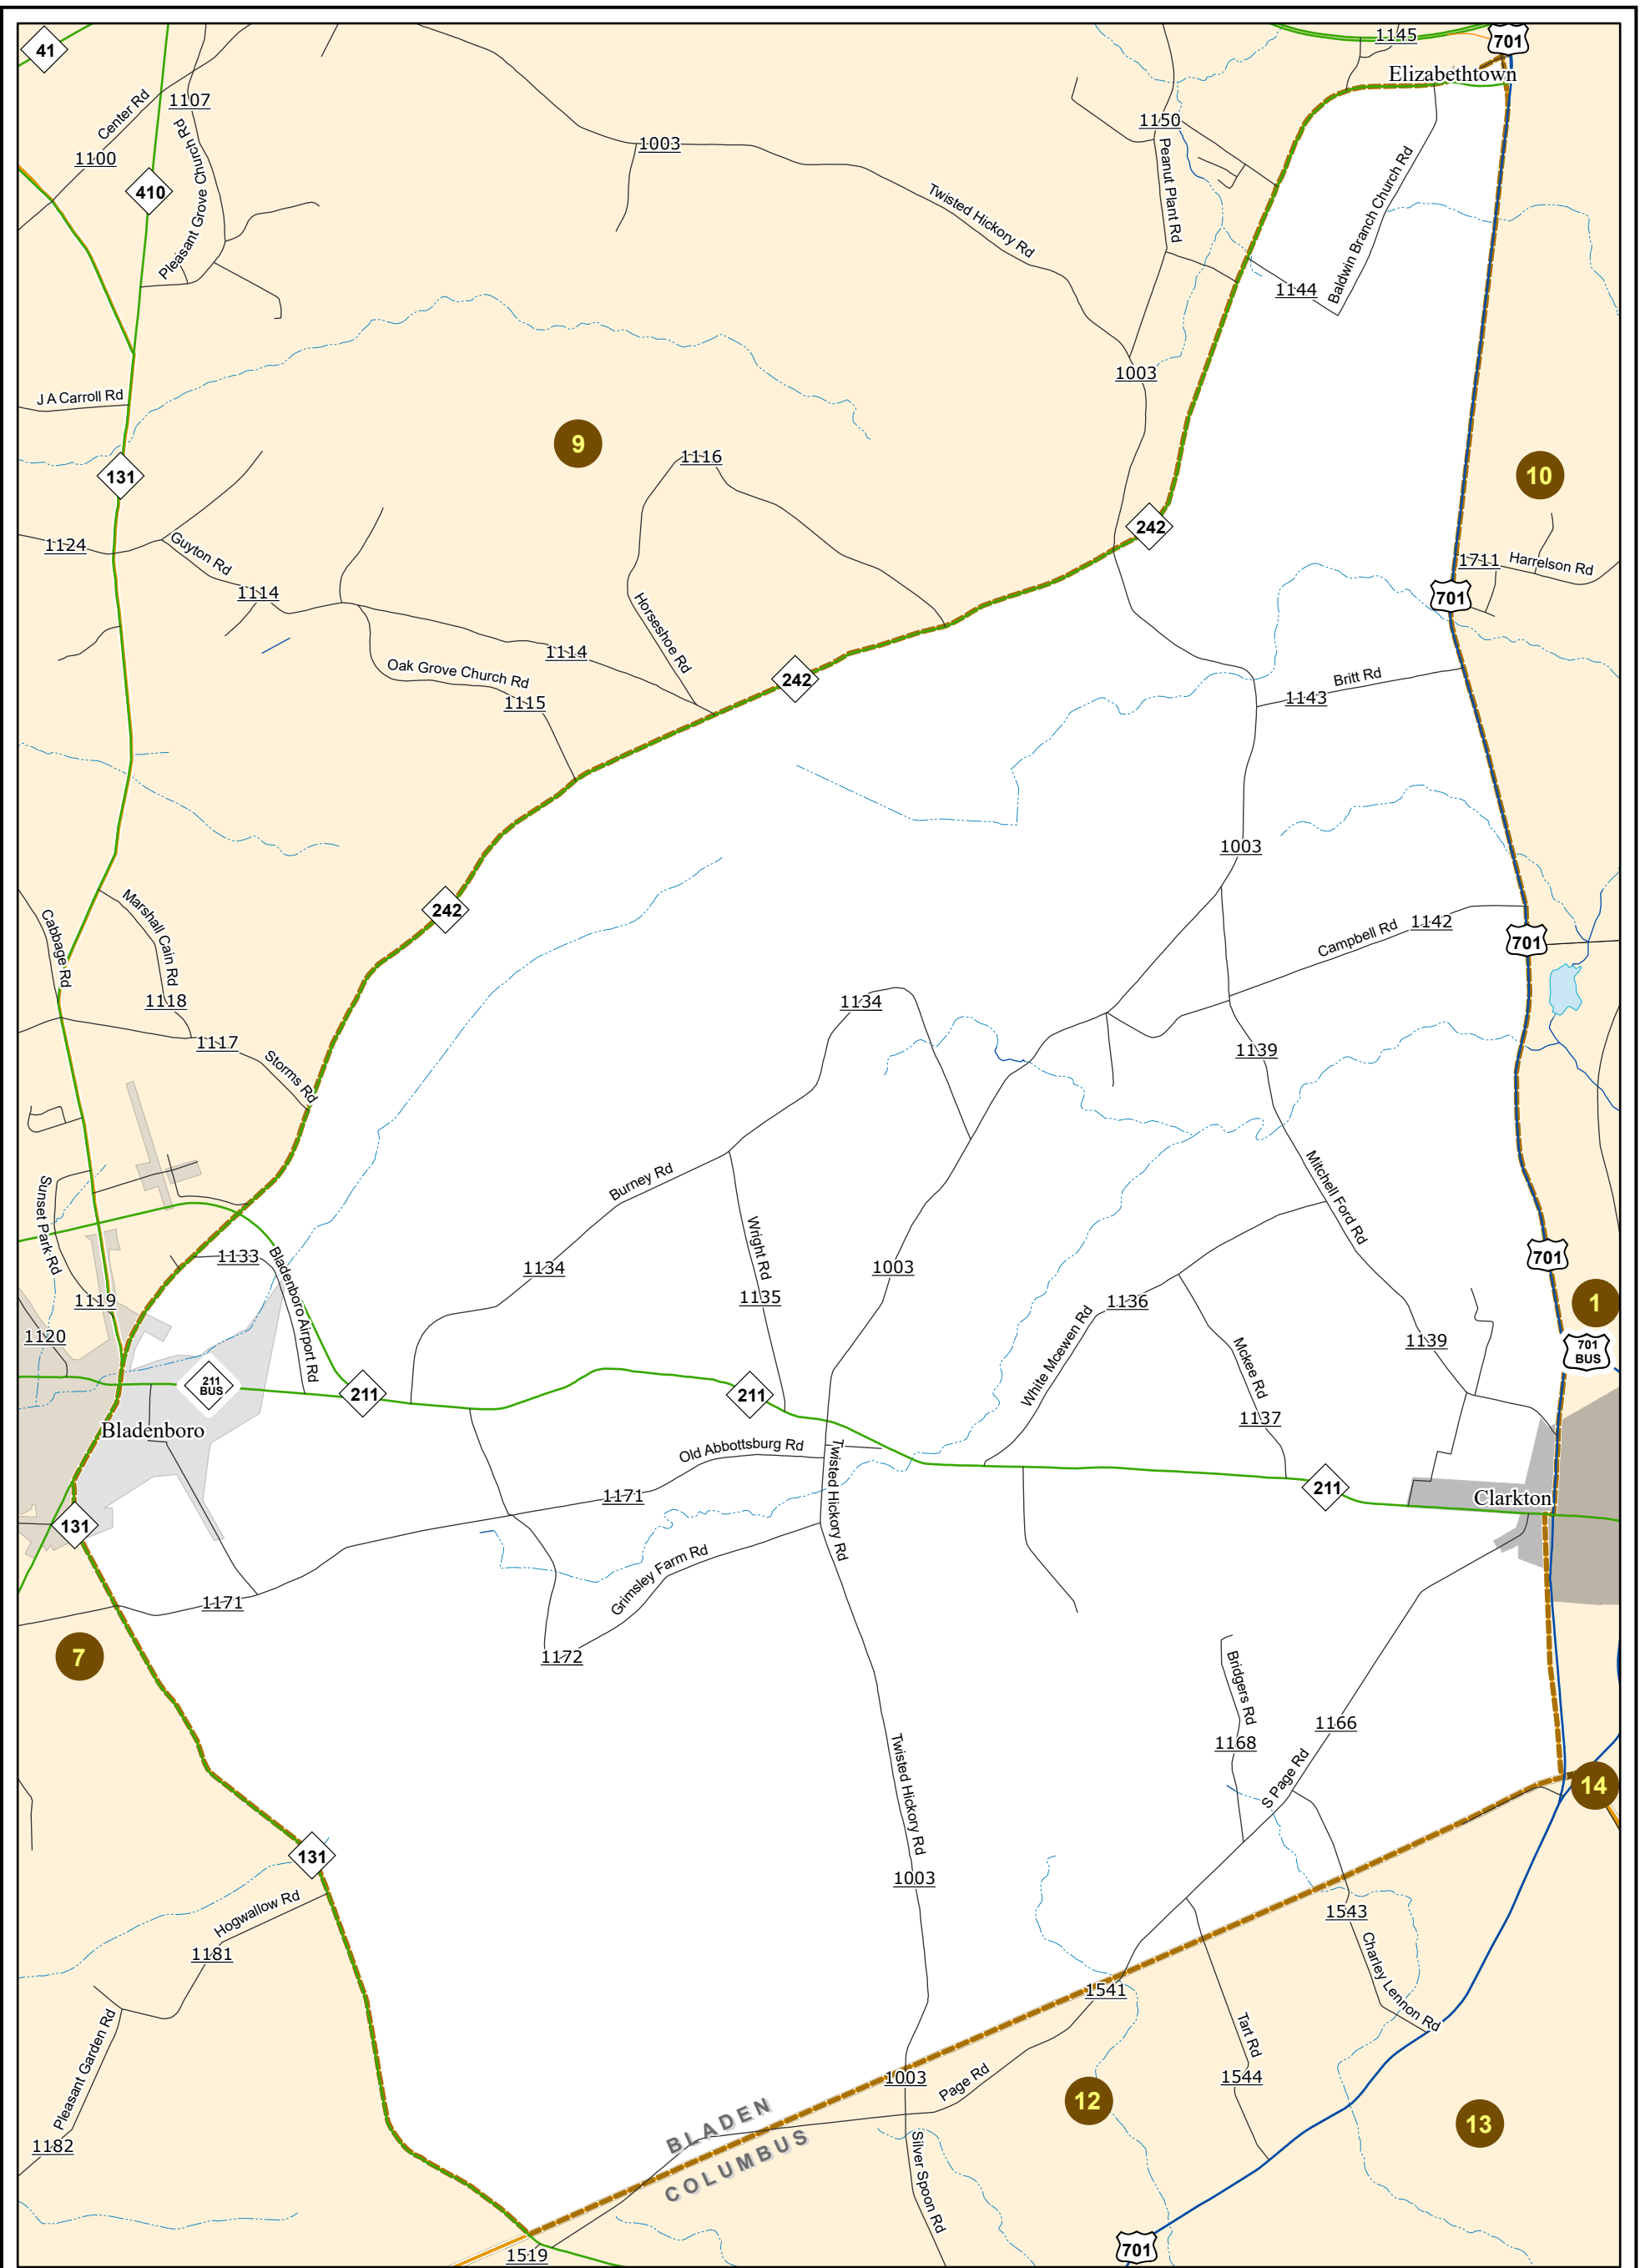 41
1145
701
Elizabethtown
1107
Center Rd
1150
1003
1100
Pleasant Grove Church Rd
Peanut Plant Rd
Baldwin Branch Church Rd
410
Twisted Hickory Rd
1144
1003
J A Carroll Rd
9
1116
131
10
242
1124
Guyton Rd
1711
Harrelson Rd
1114
701
Horseshoe Rd
1114
Oak Grove Church Rd
242
Britt Rd
1143
1115
1003
Marshall Cain Rd
242
Cabbage Rd
1142
Campbell Rd
701
1118
1134
1117
1139
Storms Rd
Sunset Park Rd
Burney Rd
Mitchell Ford Rd
Wright Rd
1133
701
Bladenboro Airport Rd
1134
1003
1119
1135
1136
1
1120
White Mcewen Rd
1139
701
BUS
Mckee Rd
211
BUS
211
211
1137
Bladenboro
Old Abbottsburg Rd
Twisted Hickory Rd
211
1171
Clarkton
131
Grimsley Farm Rd
1171
7
1172
Bridgers Rd
1166
1168
Twisted Hickory Rd
S Page Rd
14
131
1003
Hogwallow Rd
1543
1181
Charley Lennon Rd
1541
Pleasant Garden Rd
Tart Rd
1003
Page Rd
1544
12
BLADEN
13
COLUMBUS
1182
Silver Spoon Rd
701
1519